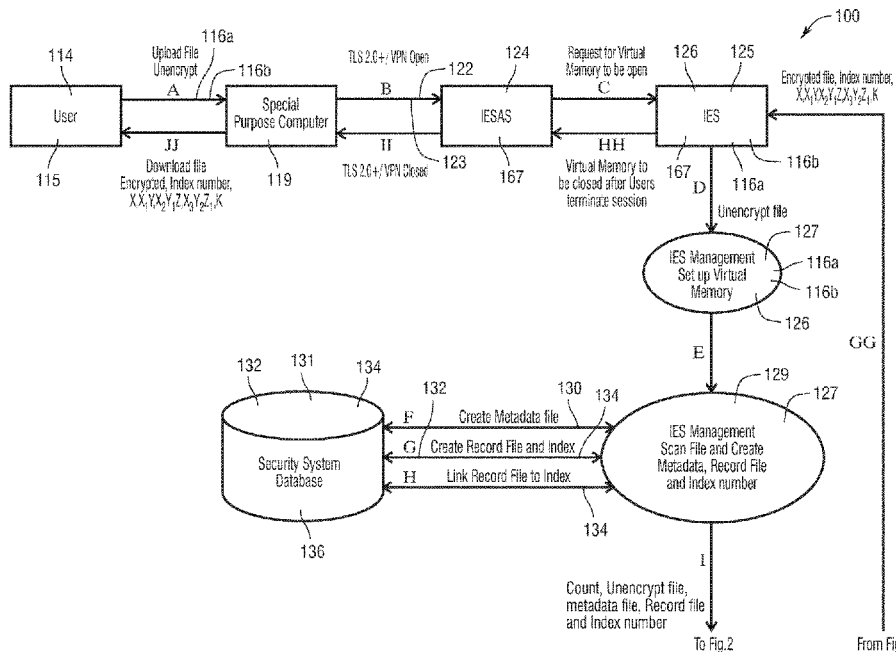 100
116a
114
Upload File
Unencrypt
116b
A
User
115
JJ
Download file
Encrypted, Index number,
Special
Purpose Computer
119
TLS 2.0+/ VPN Open
122
B
II
123
TLS 2.0+/ VPN Closed
124
IESAS
167
Request for Virtual
Memory to be open
C
HH
Virtual Memory to
be closed after Users
terminate session
126
125
IES
167
116b
116a
Encrypted file, Index number,
D
Unencrypt file
127
IES Management
Set up Virtual
Memory
116a
116b
126
E
GG
129
127
IES Management
Scan File and Create
Metadata, Record File
and Index number
132
131
134
Security System
Database
136
F
Create Metadata file
132
130
134
G
Create Record File and Index
H
Link Record File to Index
134
I
Count, Unencrypt file,
metadata file, Record file
and Index number
To Fig.2
From Fi